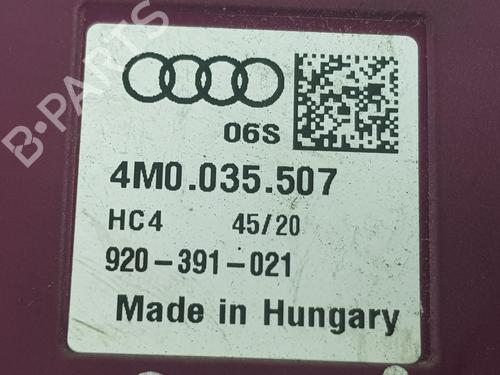 06S
4M0.035.507
HC4 45/20
920-391-021
Made in Hungary
B-PARTS